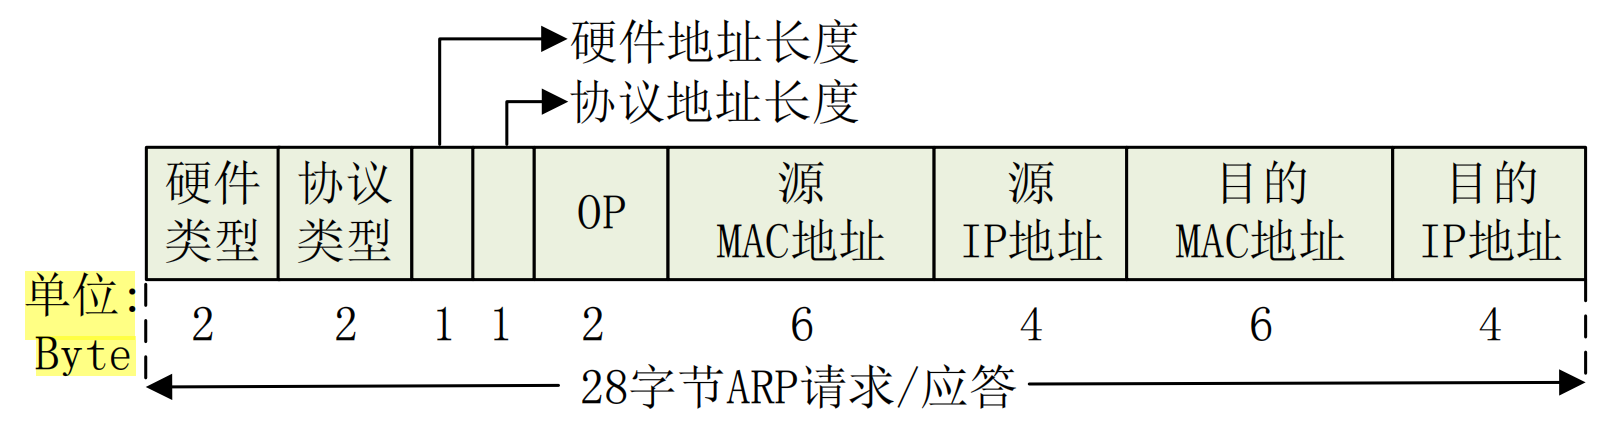 硬件地址长度
协议地址长度
硬件
类型
协议
类型
OP
源
MAC地址
源
IP地址
目的
MAC地址
目的
IP地址
单位:
Byte
2
2
1
1
2
6
4
6
4
28字节ARP请求/应答